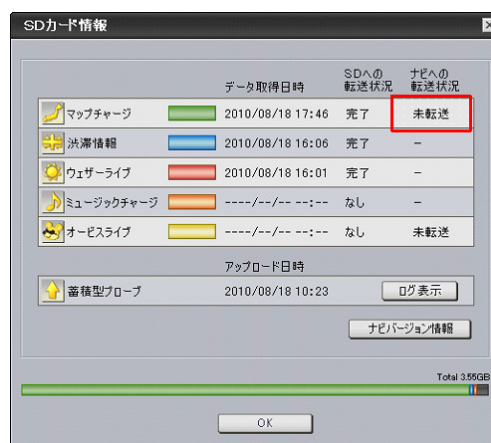 SDカード情報
データ取得日時 SDへの転送状況 ナビへの転送状況
マップチャージ 2010/08/18 17:46 完了 未転送
渋滞情報 2010/08/18 16:06 完了 –
ウェザーライブ 2010/08/18 16:01 完了 –
ミュージックチャージ ----/--/-- --:-- なし –
オービスライブ ----/--/-- --:-- なし 未転送
アップロード日時
蓄積型プローブ 2010/08/18 10:23 ログ表示
ナビバージョン情報
Total 3.55GB
OK